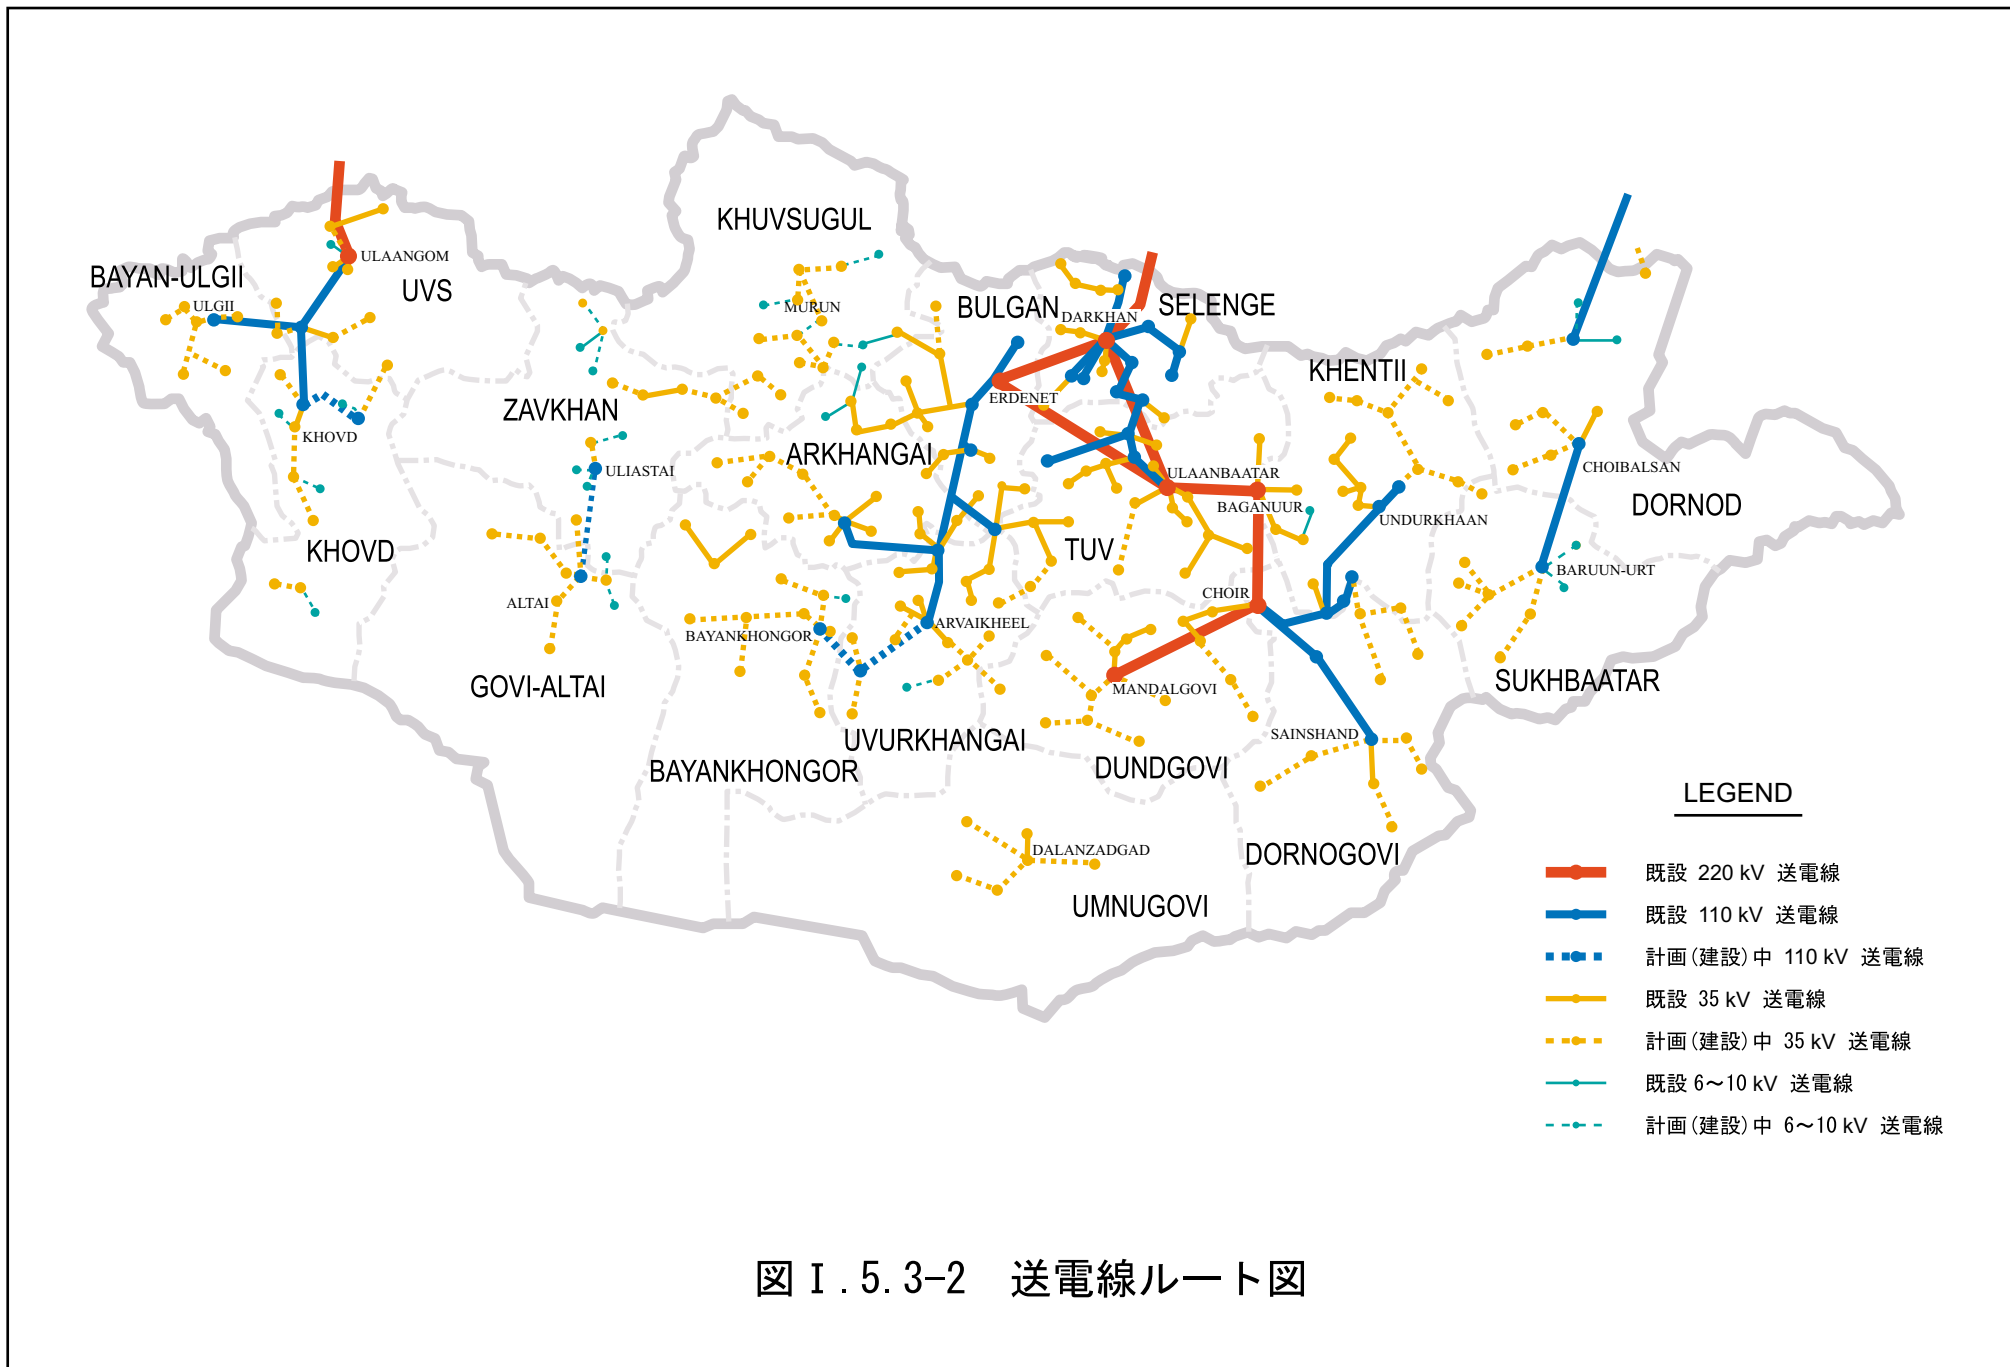 KHUVSUGUL
ULAANGOM
BAYAN-ULGII
UVS
ULGII
MURUN
BULGAN
SELENGE
DARKHAN
KHENTII
ERDENET
ZAVKHAN
KHOVD
ARKHANGAI
ULIASTAI
ULAANBAATAR
CHOIBALSAN
BAGANUUR
DORNOD
UNDURKHAAN
KHOVD
TUV
BARUUN-URT
ALTAI
CHOIR
ARVAIKHEEL
BAYANKHONGOR
GOVI-ALTAI
MANDALGOVI
SUKHBAATAR
SAINSHAND
UVURKHANGAI
BAYANKHONGOR
DUNDGOVI
DALANZADGAD
DORNOGOVI
UMNUGOVI
LEGEND
既設 220 kV 送電線
既設 110 kV 送電線
計画(建設)中 110 kV 送電線
既設 35 kV 送電線
計画(建設)中 35 kV 送電線
既設 6～10 kV 送電線
計画(建設)中 6～10 kV 送電線
図Ⅰ.5.3-2 送電線ルート図